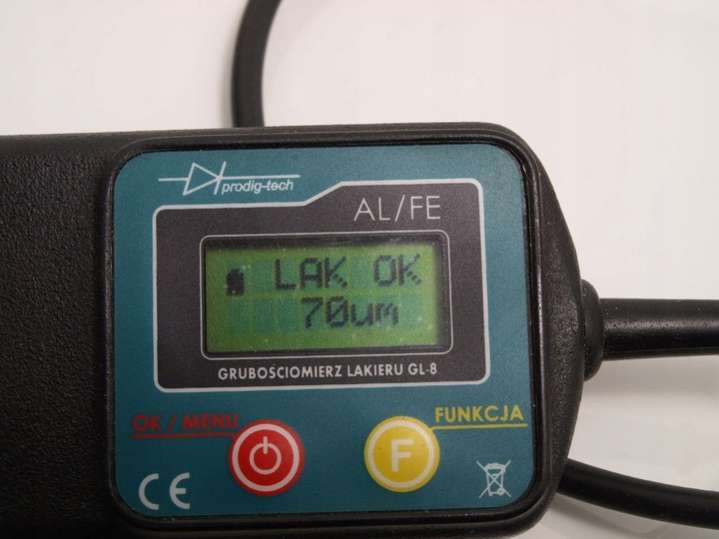 prodig-tech
AL/FE
LAK OK
70um
GRUBOŚCIOMIERZ LAKIERU GL-8
OK / MENU
FUNKCJA
F
CE